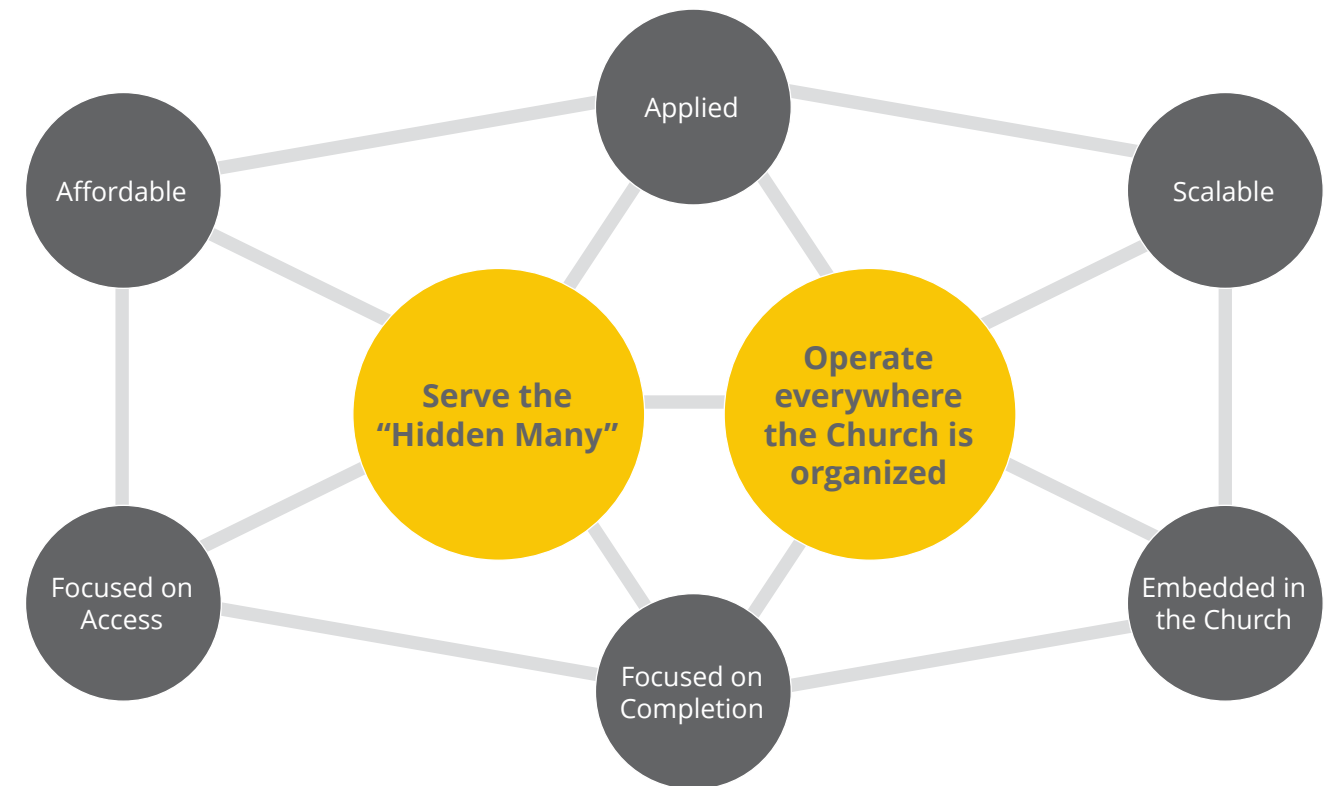 Applied
Affordable
Scalable
Serve the
“Hidden Many”
Operate
everywhere
the Church is
organized
Focused on
Access
Embedded in
the Church
Focused on
Completion